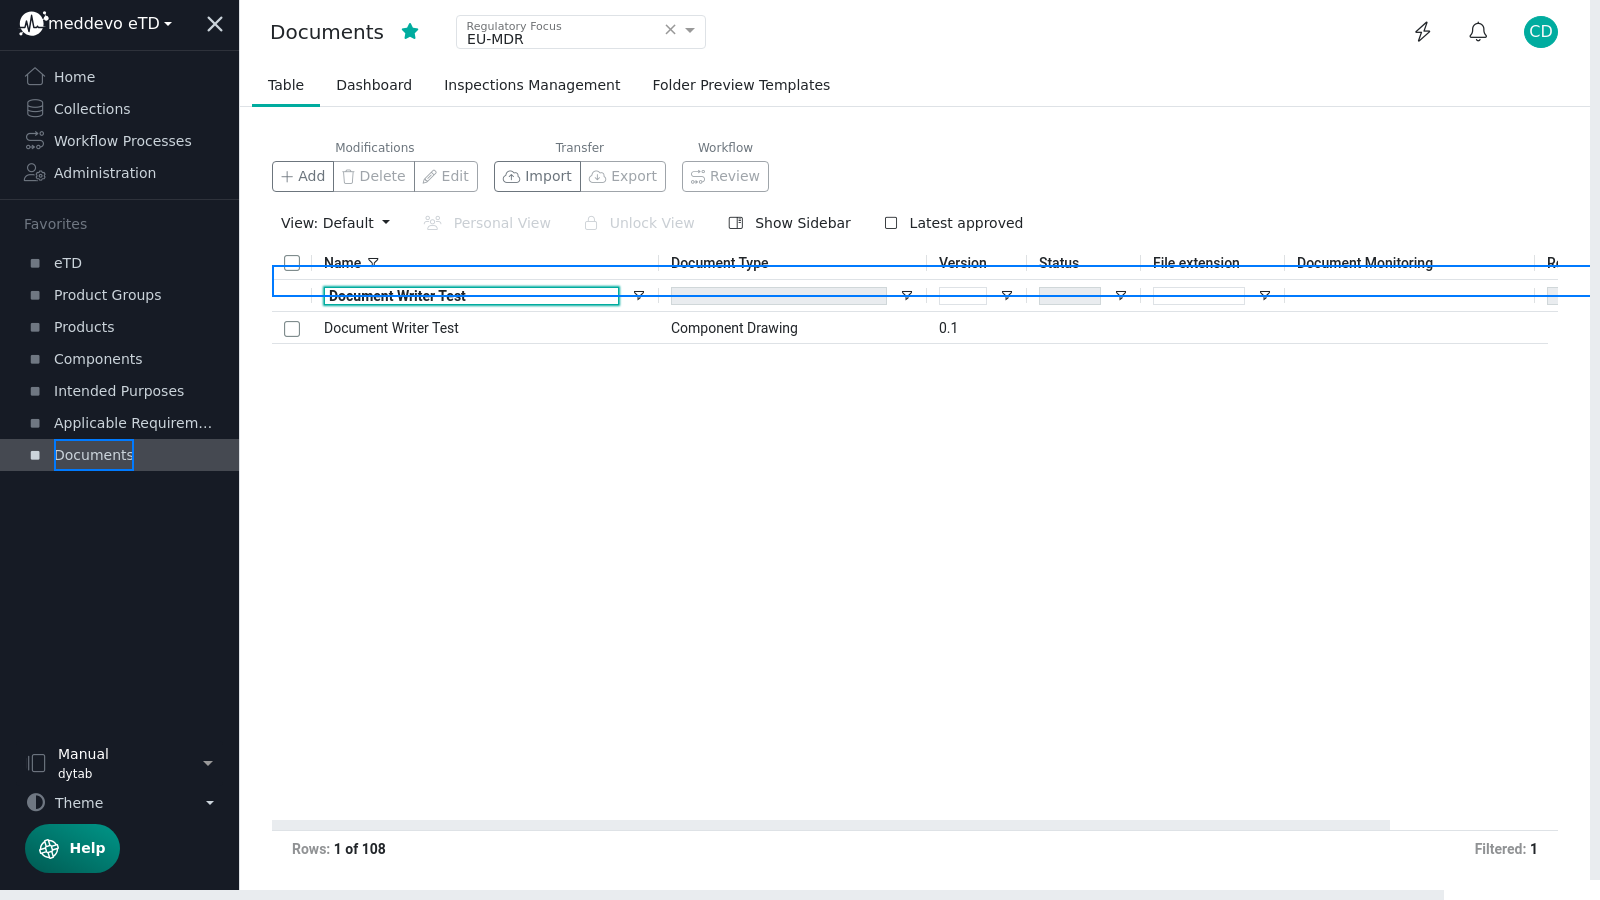 meddevo eTD
Home
Collections
Workflow Processes
Administration
Favorites
eTD
Product Groups
Products
Components
Intended Purposes
Applicable Requirem...
Documents
Manual
dytab
Theme
Help
Documents
Regulatory Focus
EU-MDR
CD
Table Dashboard Inspections Management Folder Preview Templates
Modifications Transfer Workflow
Add Delete Edit Import Export Review
View: Default Personal View Unlock View Show Sidebar Latest approved
Name Document Type Version Status File extension Document Monitoring
Document Writer Test
Document Writer Test Component Drawing 0.1
Rows: 1 of 108 Filtered: 1